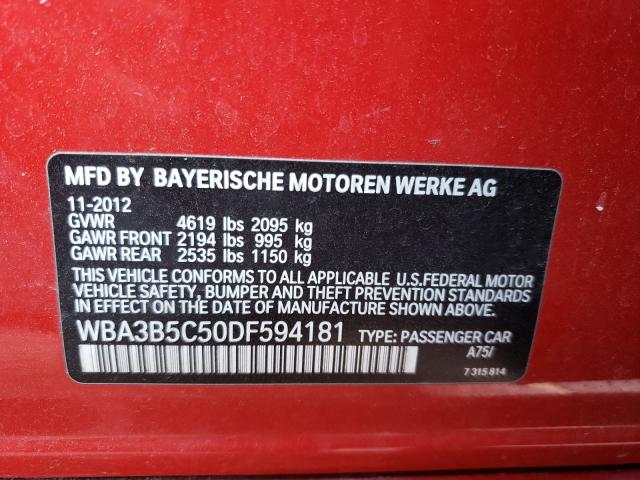 MFD BY BAYERISCHE MOTOREN WERKE AG
11-2012
GVWR 4619 lbs 2095 kg
GAWR FRONT 2194 lbs 995 kg
GAWR REAR 2535 lbs 1150 kg
THIS VEHICLE CONFORMS TO ALL APPLICABLE U.S.FEDERAL MOTOR
VEHICLE SAFETY, BUMPER AND THEFT PREVENTION STANDARDS
IN EFFECT ON THE DATE OF MANUFACTURE SHOWN ABOVE.
WBA3B5C50DF594181 TYPE: PASSENGER CAR
A75/
7 315 814